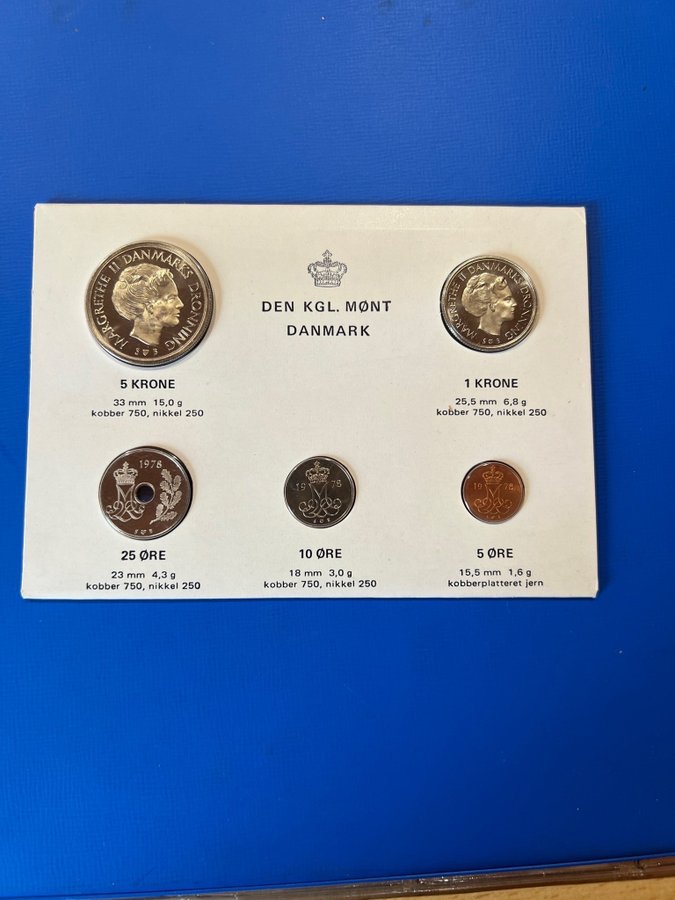 DEN KGL. MØNT
DANMARK
MARGRETHE II DANMARKS DRONNING
S B
5 KRONE
33 mm 15,0 g
kobber 750, nikkel 250
MARGRETHE II DANMARKS DRONNING
S B
1 KRONE
25,5 mm 6,8 g
kobber 750, nikkel 250
1978
S B
25 ØRE
23 mm 4,3 g
kobber 750, nikkel 250
1978
S B
10 ØRE
18 mm 3,0 g
kobber 750, nikkel 250
1978
5 ØRE
15,5 mm 1,6 g
kobberplatteret jern